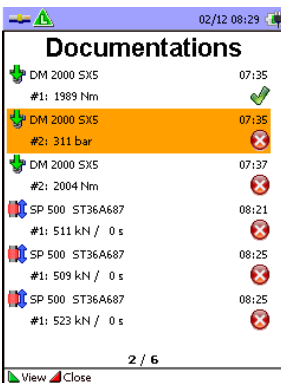 L 02/12 08:29
Documentations
DM 2000 SX5 07:35
#1: 1989 Nm
DM 2000 SX5 07:35
#2: 311 bar
DM 2000 SX5 07:37
#2: 2004 Nm
SP 500 ST36A687 08:21
#1: 511 kN / 0 s
SP 500 ST36A687 08:25
#1: 509 kN / 0 s
SP 500 ST36A687 08:25
#1: 523 kN / 0 s
2 / 6
View Close